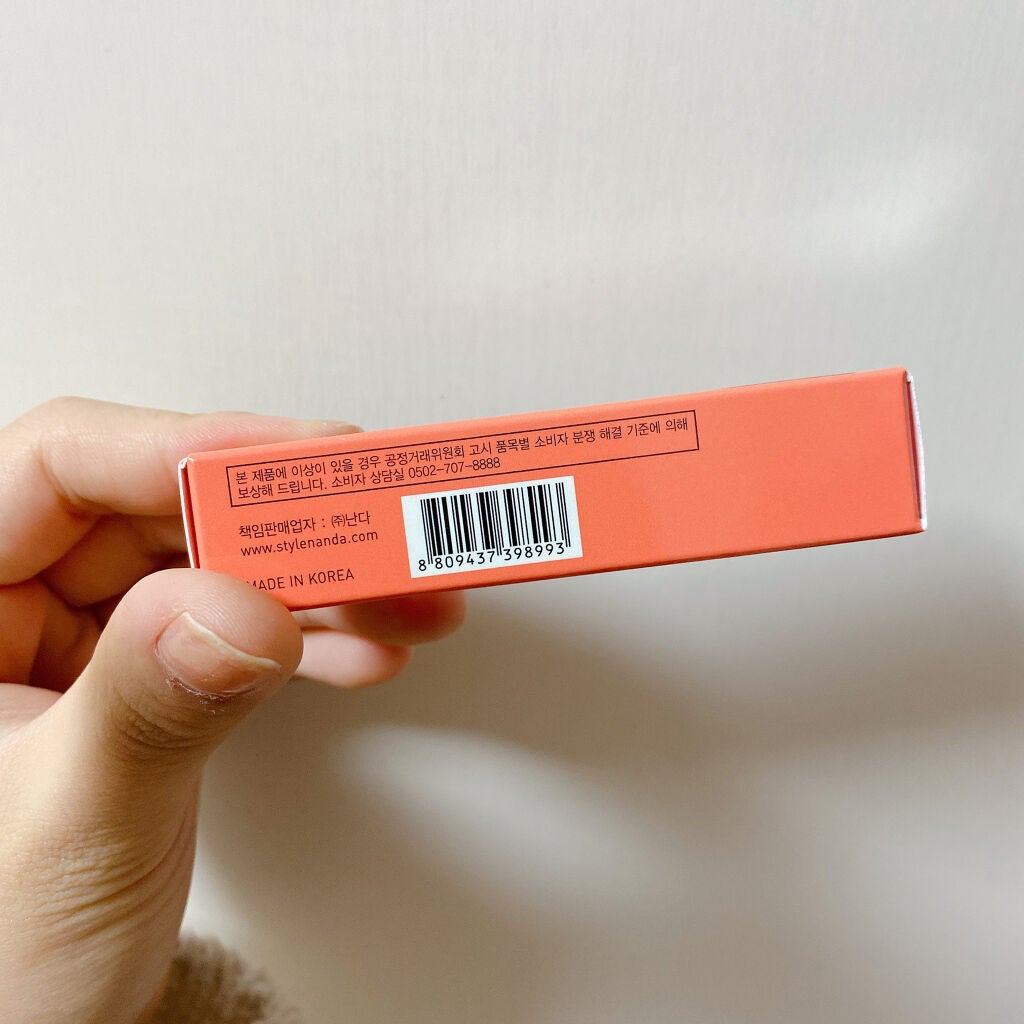 본 제품에 이상이 있을 경우 공정거래위원회 고시 품목별 소비자 분쟁 해결 기준에 의해
보상해 드립니다. 소비자 상담실 0502-707-8888
책임판매업자 : ㈜난다
www.stylenanda.com
MADE IN KOREA
8 809437 398993